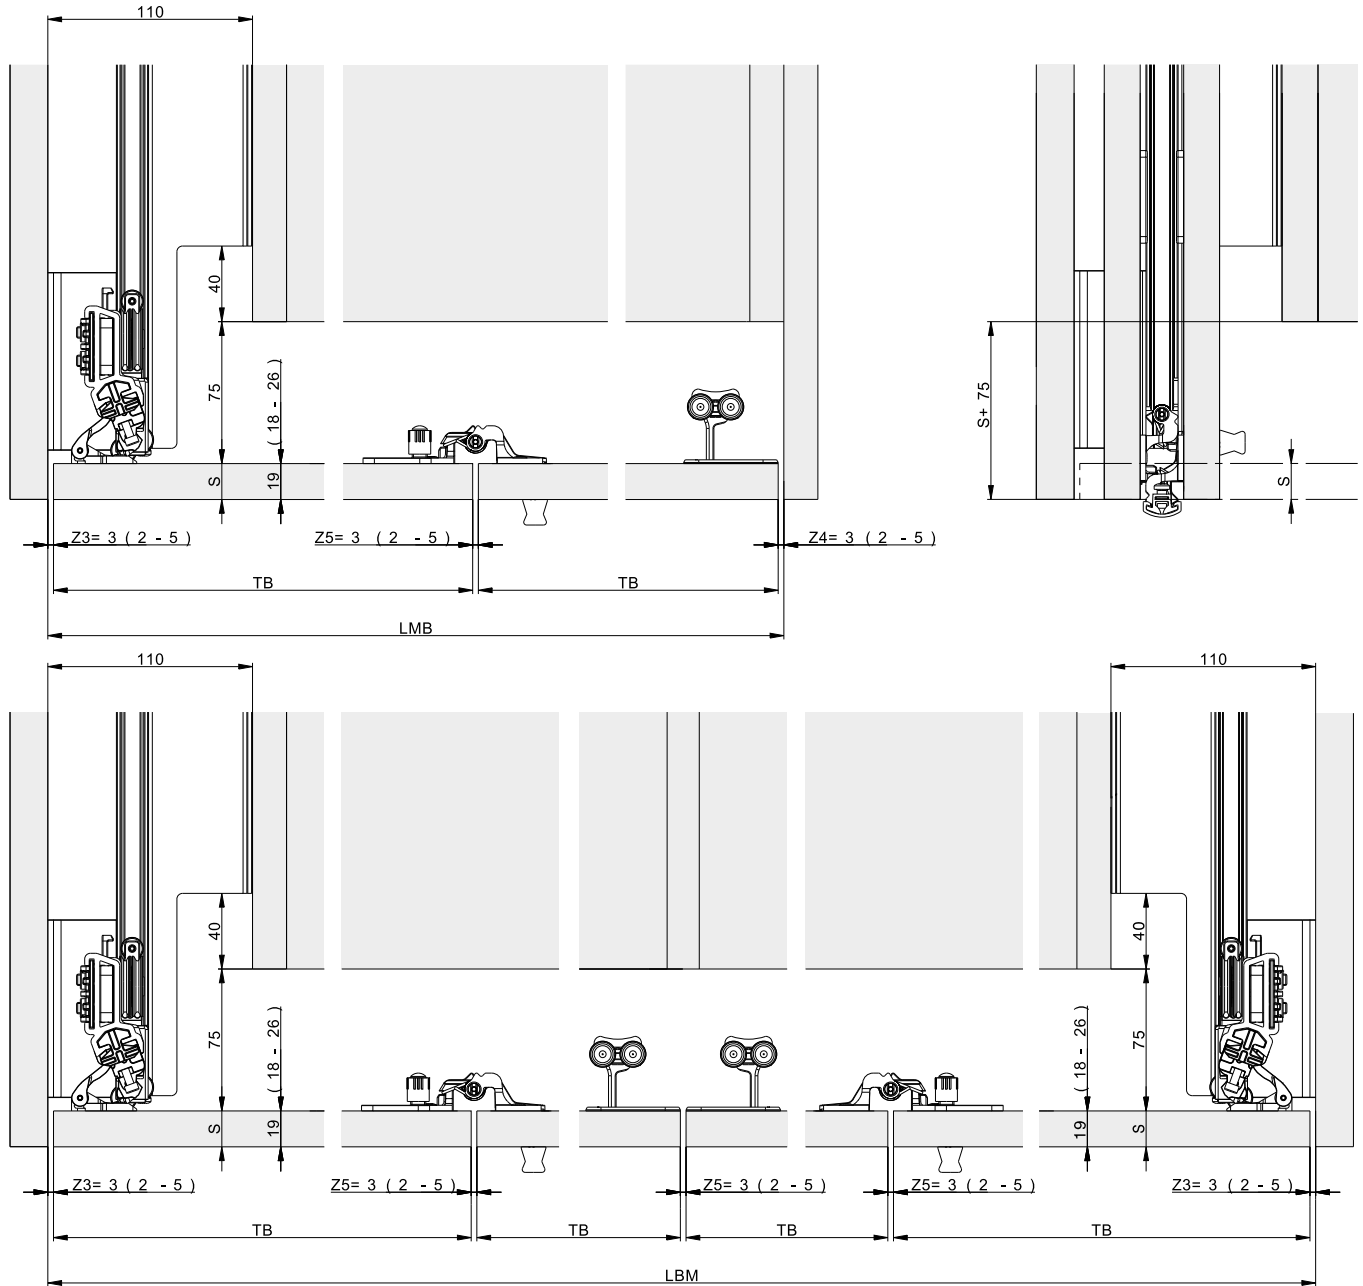 110
40
75
( 18 - 26 )
S
19
S+ 75
S
Z3= 3 ( 2 - 5 )
Z5= 3 ( 2 - 5 )
Z4= 3 ( 2 - 5 )
TB
TB
LMB
110
110
40
40
75
( 18 - 26 )
( 18 - 26 )
75
S
19
19
S
Z3= 3 ( 2 - 5 )
Z5= 3 ( 2 - 5 )
Z5= 3 ( 2 - 5 )
Z5= 3 ( 2 - 5 )
Z3= 3 ( 2 - 5 )
TB
TB
TB
TB
LBM